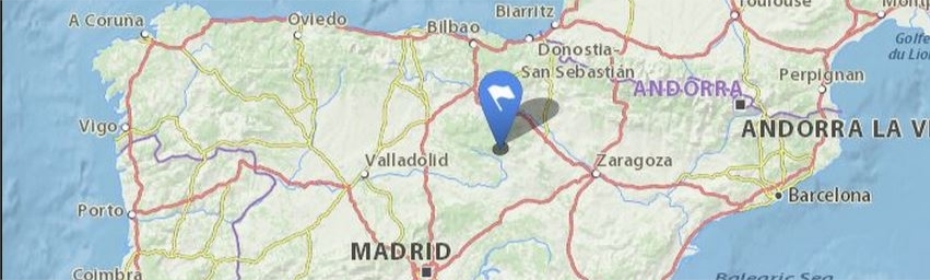 Toulouse
Montp
Biarritz
A Coruña
Oviedo
Bilbao
Golfe
du Lio
Donostia-
San Sebastián
Perpignan
ANDORRA
Vigo
ANDORRA LA V
Valladolid
Zaragoza
Barcelona
Porto
MADRID
Coimbra
Balearic Sea